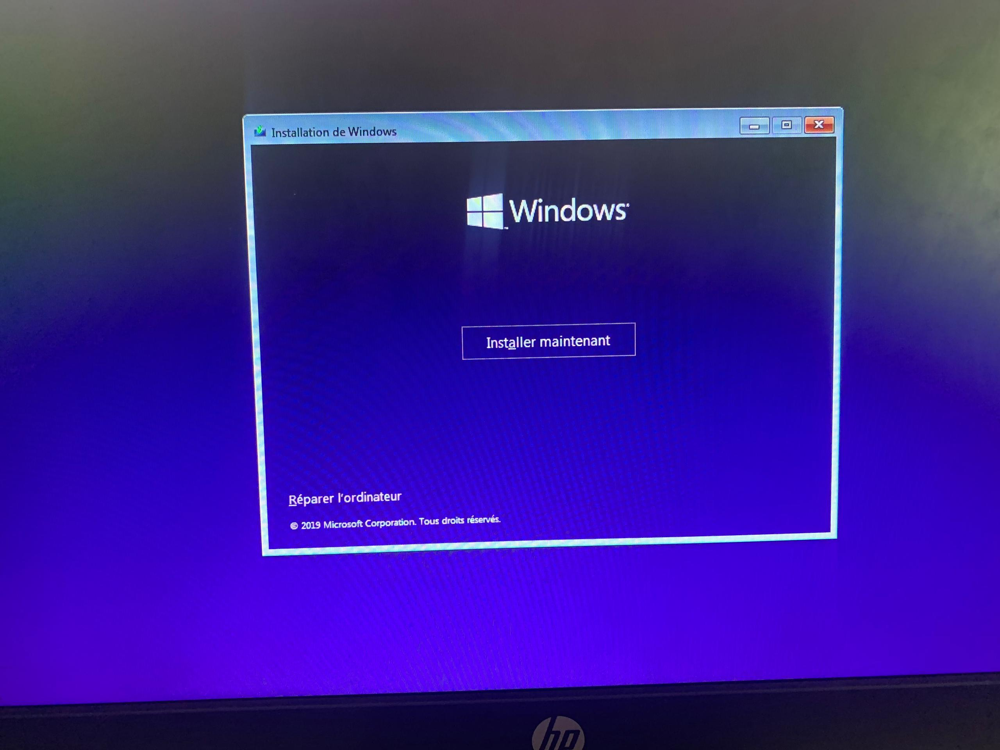 Installation de Windows
Windows
Installer maintenant
Réparer l'ordinateur
© 2019 Microsoft Corporation. Tous droits réservés.
hp